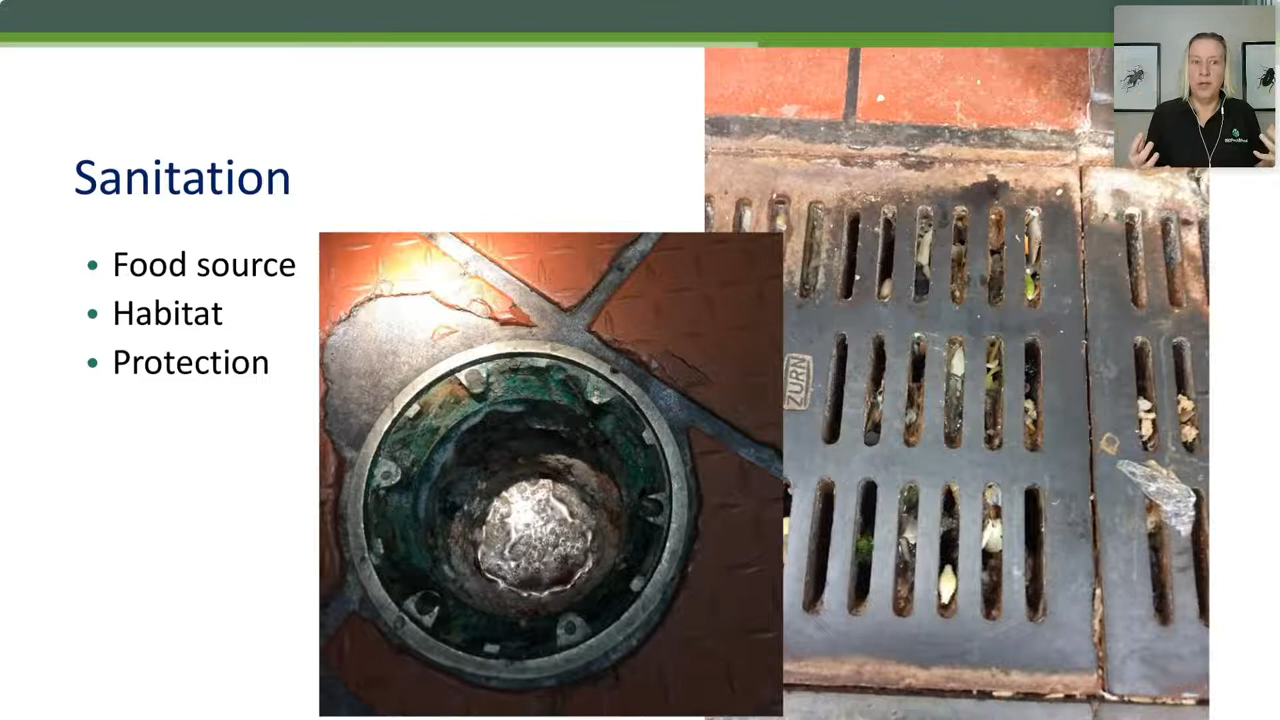 Sanitation
• Food source
• Habitat
• Protection
ZURN